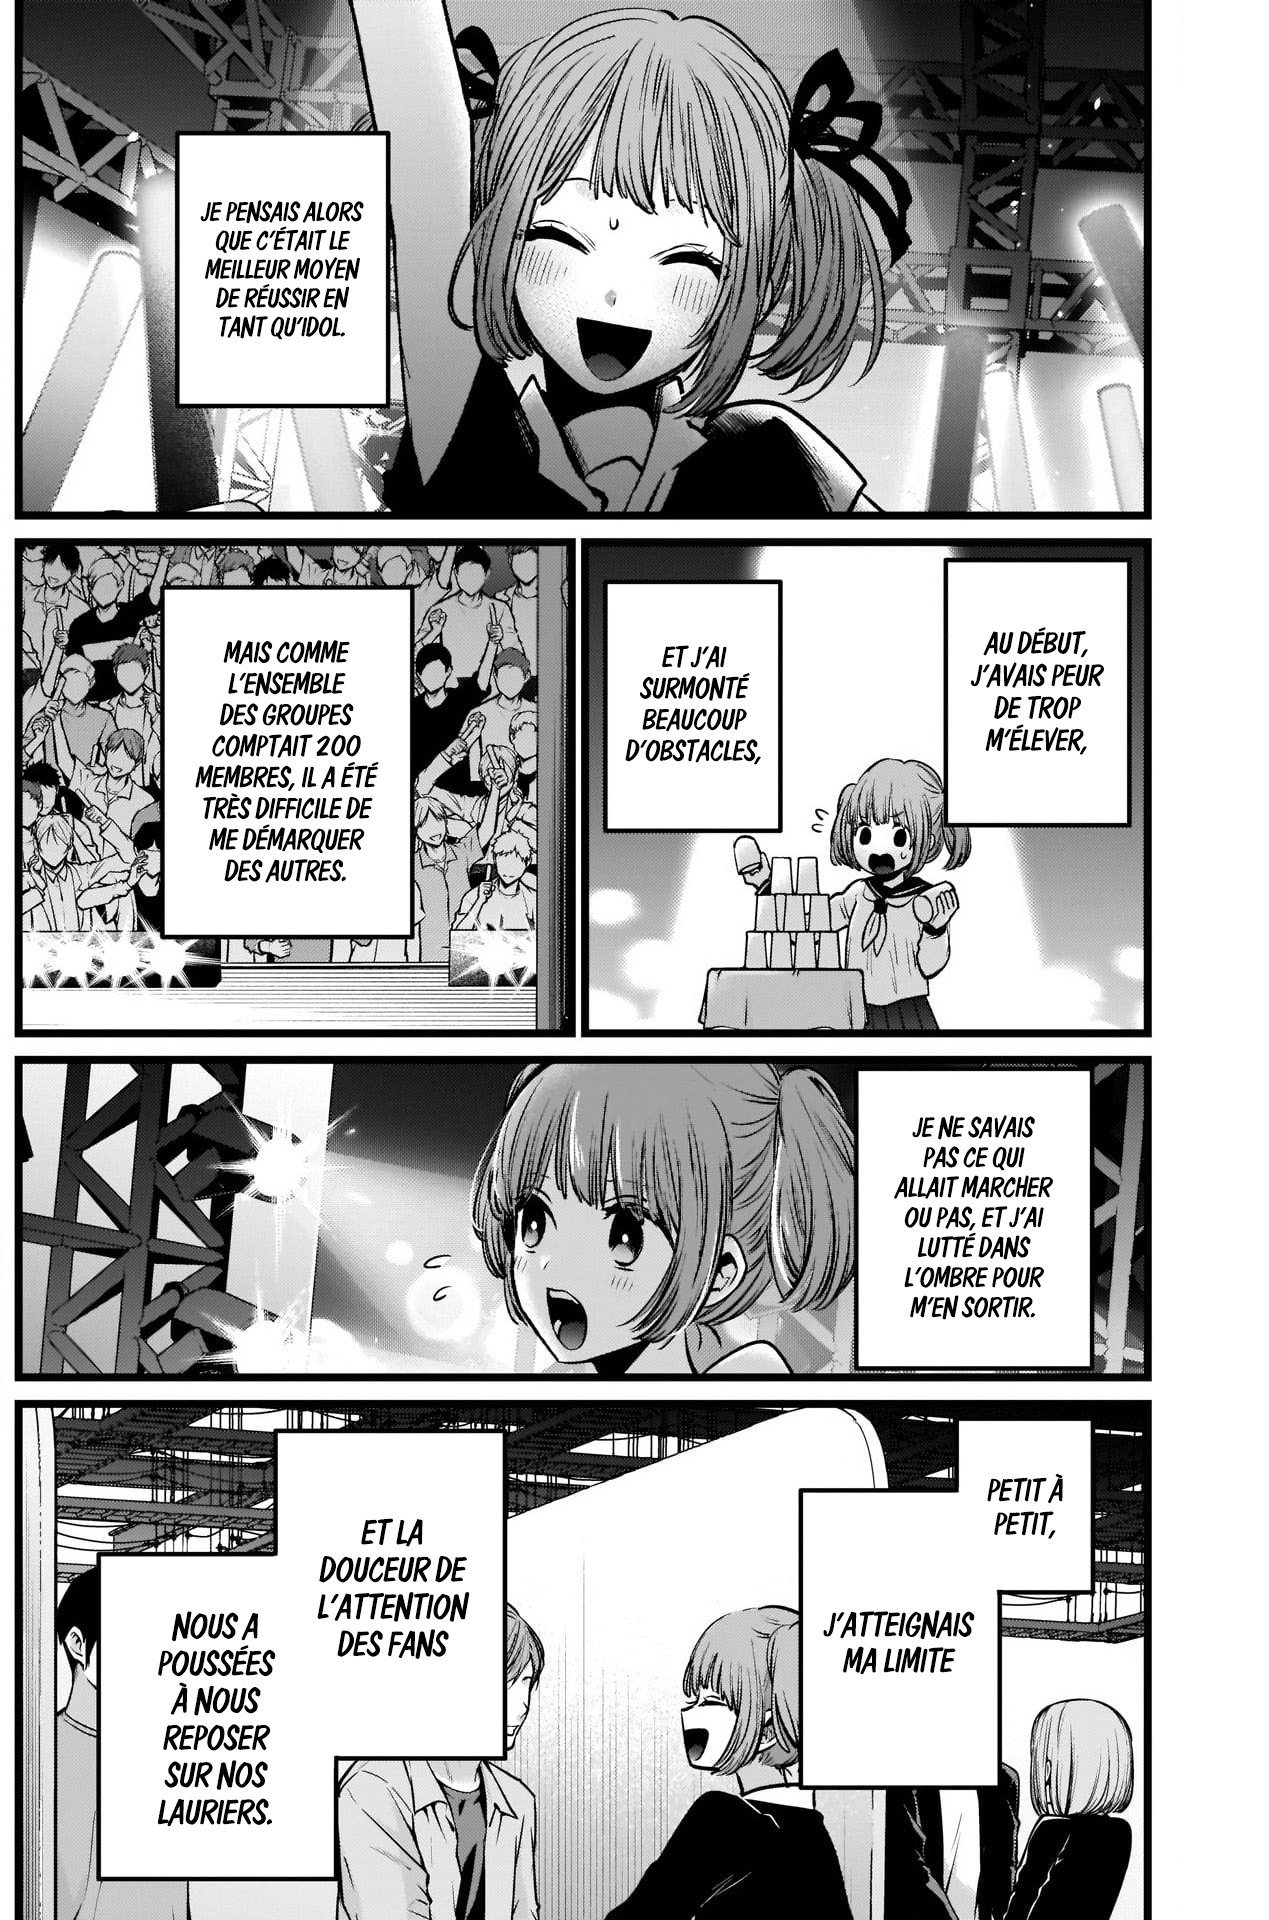 JE PENSAIS ALORS
QUE C'ÉTAIT LE
MEILLEUR MOYEN
DE RÉUSSIR EN
TANT QU'IDOL.
AU DÉBUT,
J'AVAIS PEUR
DE TROP
M'ÉLEVER,
ET J'AI
SURMONTÉ
BEAUCOUP
D'OBSTACLES,
MAIS COMME
L'ENSEMBLE
DES GROUPES
COMPTAIT 200
MEMBRES, IL A ÉTÉ
TRÈS DIFFICILE DE
ME DÉMARQUER
DES AUTRES.
JE NE SAVAIS
PAS CE QUI
ALLAIT MARCHER
OU PAS, ET J'AI
LUTTÉ DANS
L'OMBRE POUR
M'EN SORTIR.
PETIT À
PETIT,
J'ATTEIGNAIS
MA LIMITE
ET LA
DOUCEUR DE
L'ATTENTION
DES FANS
NOUS A
POUSSÉES
À NOUS
REPOSER
SUR NOS
LAURIERS.